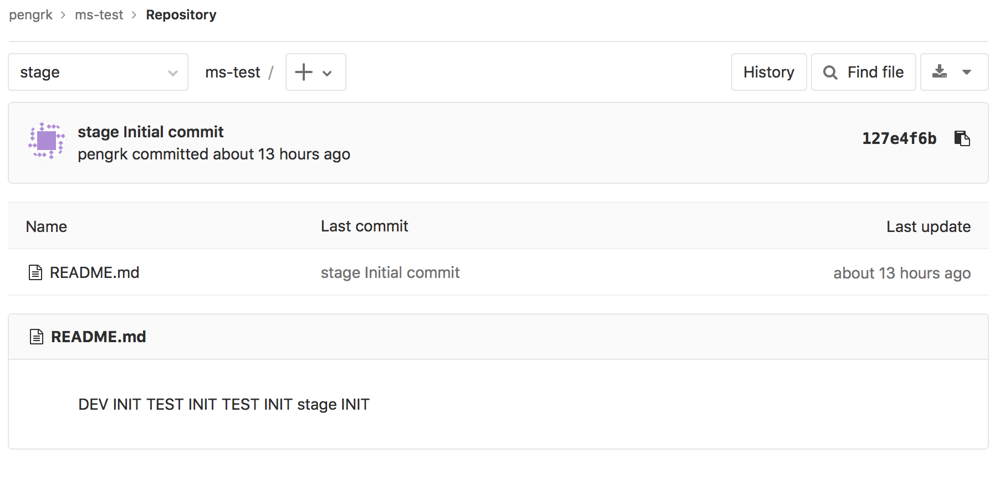 pengrk > ms-test > Repository
stage ms-test / History Find file
stage Initial commit
pengrk committed about 13 hours ago
127e4f6b
Name Last commit Last update
README.md stage Initial commit about 13 hours ago
README.md
DEV INIT TEST INIT TEST INIT stage INIT